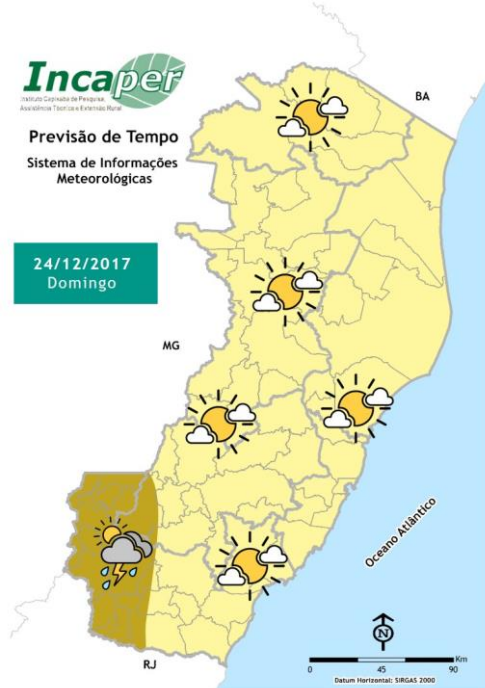 Incaper
Instituto Capixaba de Pesquisa,
Assistência Técnica e Extensão Rural
Previsão de Tempo
Sistema de Informações
Meteorológicas
24/12/2017
Domingo
BA
MG
Oceano Atlântico
RJ
N
Km
0 45 90
Datum Horizontal: SIRGAS 2000